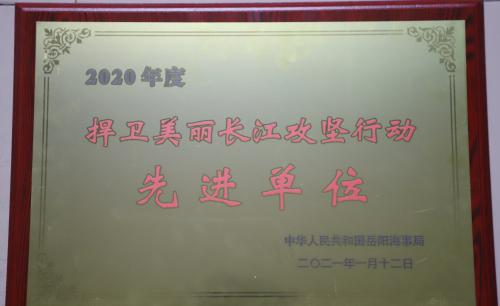 2020年度
捍卫美丽长江攻坚行动
先进单位
中华人民共和国岳阳海事局
二〇二一年一月十二日